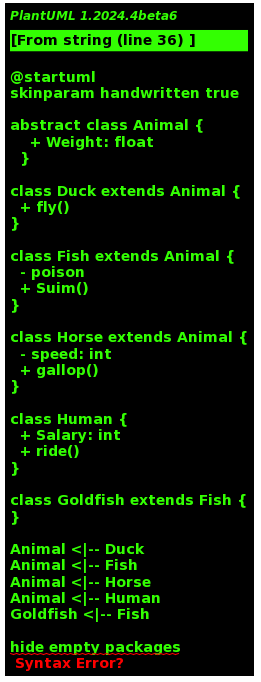 PlantUML 1.2024.4beta6
[From string (line 36) ]
@startuml
skinparam handwritten true
abstract class Animal {
+ Weight: float
}
class Duck extends Animal {
+ fly()
}
class Fish extends Animal {
- poison
+ Suim()
}
class Horse extends Animal {
- speed: int
+ gallop()
}
class Human {
+ Salary: int
+ ride()
}
class Goldfish extends Fish {
}
Animal <|-- Duck
Animal <|-- Fish
Animal <|-- Horse
Animal <|-- Human
Goldfish <|-- Fish
hide empty packages
Syntax Error?